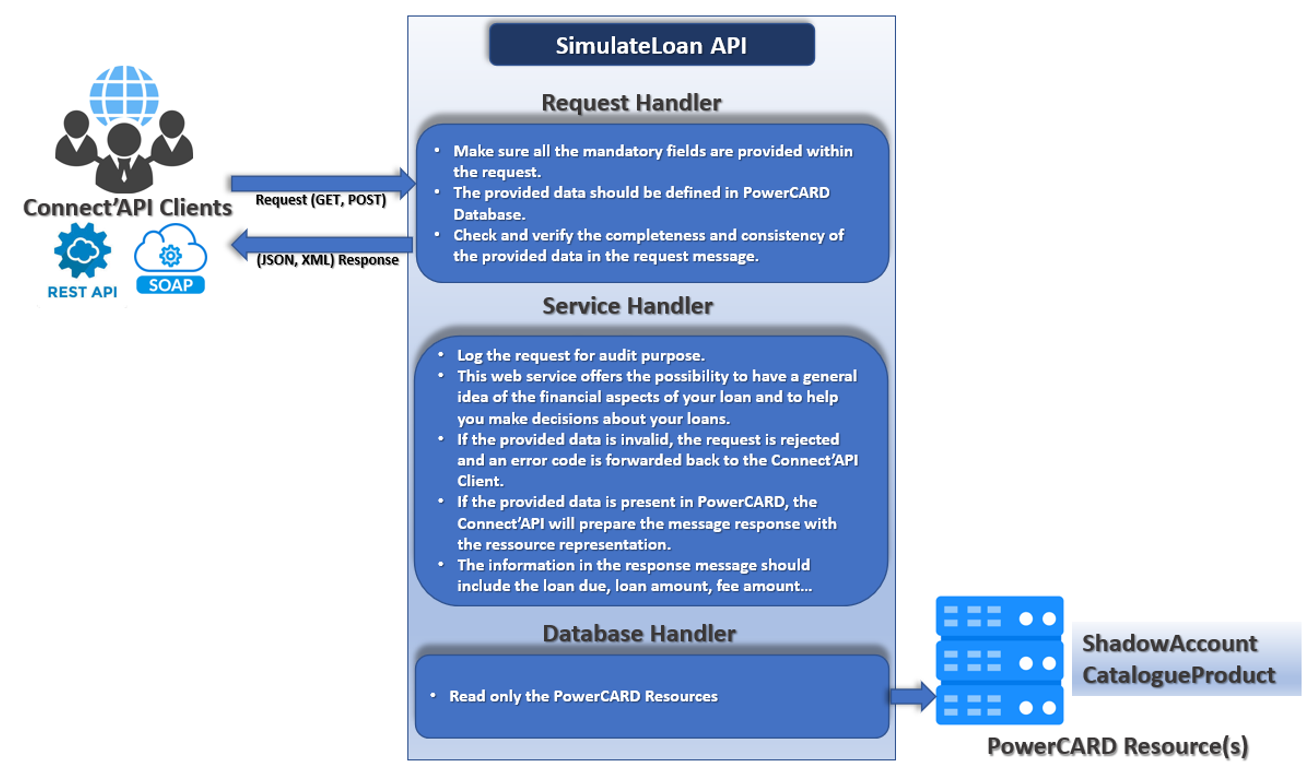 SimulateLoan API
Request Handler
• Make sure all the mandatory fields are provided within
the request.
• The provided data should be defined in PowerCARD
Database.
• Check and verify the completeness and consistency of
the provided data in the request message.
Connect'API Clients
Request (GET, POST)
(JSON, XML) Response
REST API
SOAP
Service Handler
• Log the request for audit purpose.
• This web service offers the possibility to have a general
idea of the financial aspects of your loan and to help
you make decisions about your loans.
• If the provided data is invalid, the request is rejected
and an error code is forwarded back to the Connect'API
Client.
• If the provided data is present in PowerCARD, the
Connect'API will prepare the message response with
the ressource representation.
• The information in the response message should
include the loan due, loan amount, fee amount...
Database Handler
• Read only the PowerCARD Resources
ShadowAccount
CatalogueProduct
PowerCARD Resource(s)